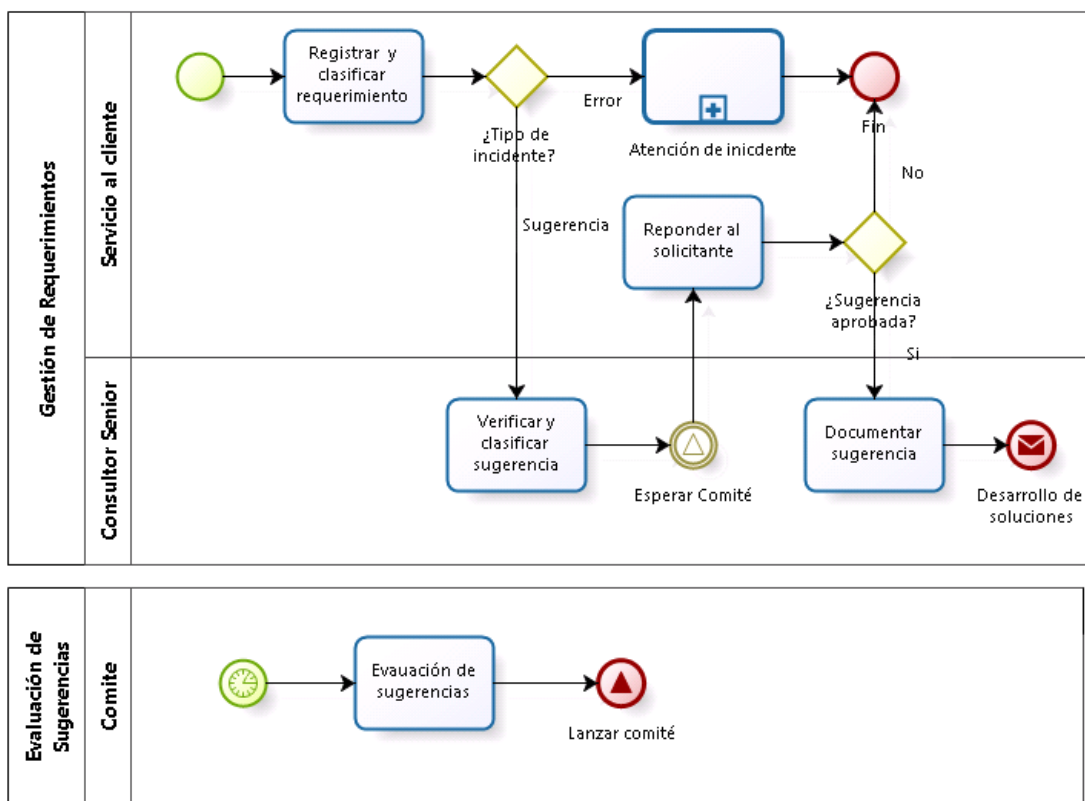 Gestión de Requerimientos
Servicio al cliente
Registrar y
clasificar
requerimiento
¿Tipo de
incidente?
Error
Atención de inicdente
Fin
No
Sugerencia
Reponder al
solicitante
¿Sugerencia
aprobada?
Si
Consultor Senior
Verificar y
clasificar
sugerencia
Esperar Comité
Documentar
sugerencia
Desarrollo de
soluciones
Evaluación de
Sugerencias
Comite
Evauación de
sugerencias
Lanzar comité